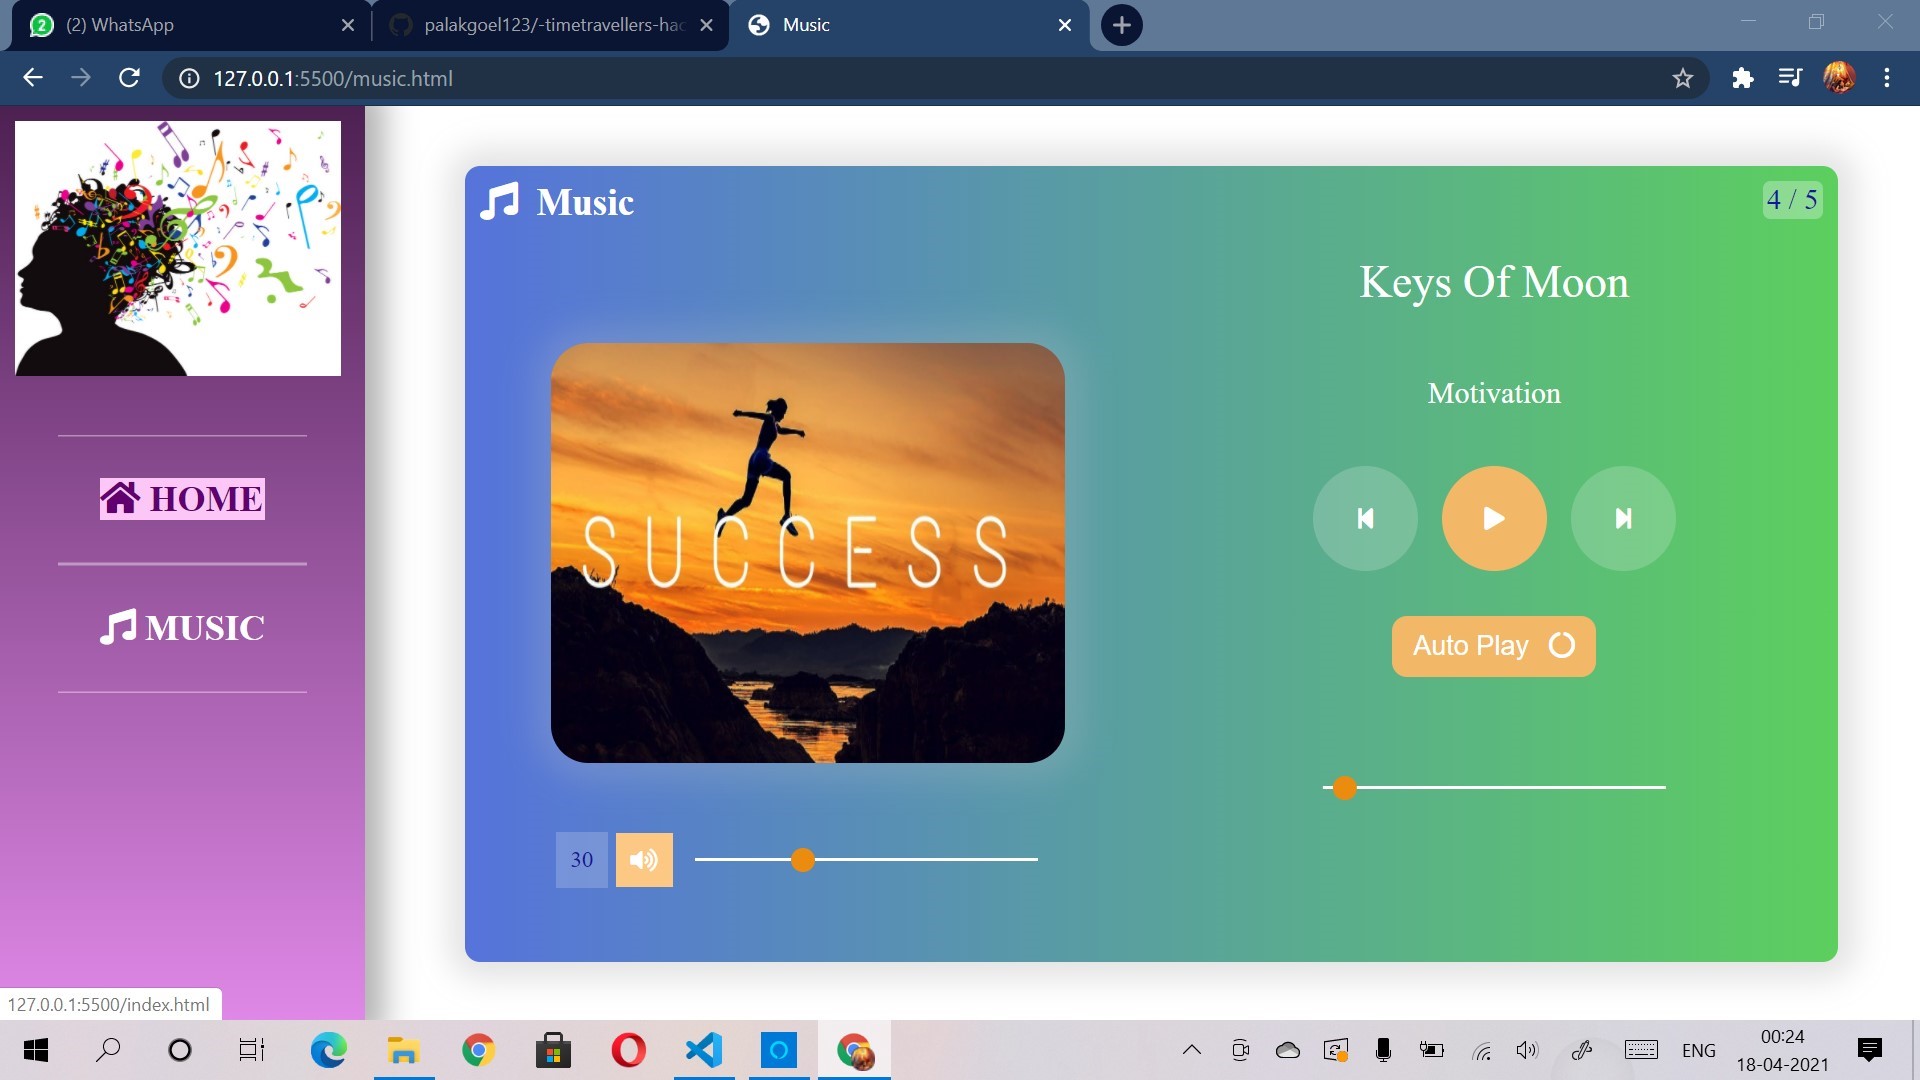 (2) WhatsApp
palakgoel123/-timetravellers-hac
Music
127.0.0.1:5500/music.html
Music
4 / 5
Keys Of Moon
Motivation
SUCCESS
HOME
MUSIC
Auto Play
30
127.0.0.1:5500/index.html
2
ENG
00:24
18-04-2021